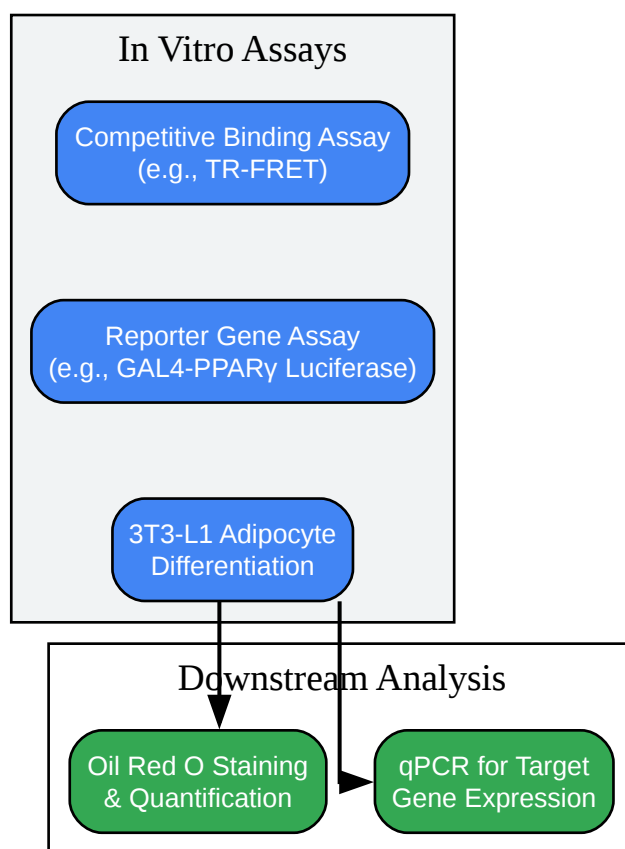 In Vitro Assays
Competitive Binding Assay
(e.g., TR-FRET)
Reporter Gene Assay
(e.g., GAL4-PPARγ Luciferase)
3T3-L1 Adipocyte
Differentiation
Downstream Analysis
Oil Red O Staining
& Quantification
qPCR for Target
Gene Expression